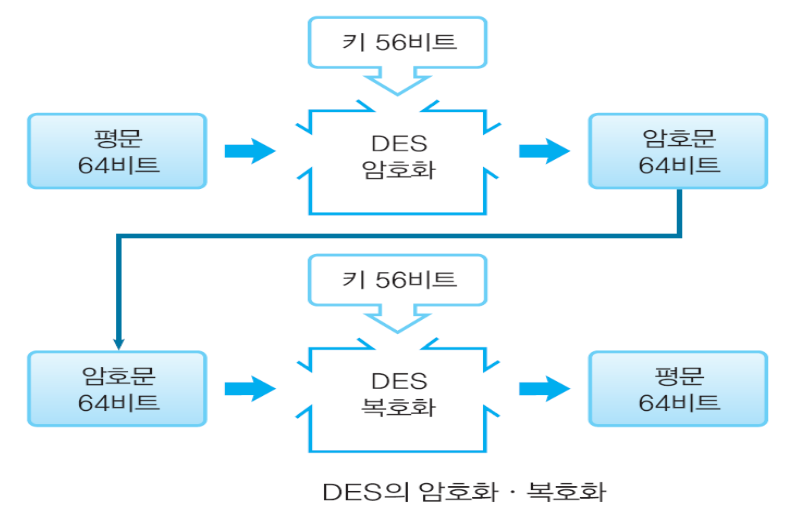 키 56비트
평문
64비트
DES
암호화
암호문
64비트
키 56비트
암호문
64비트
DES
복호화
평문
64비트
DES의 암호화 · 복호화